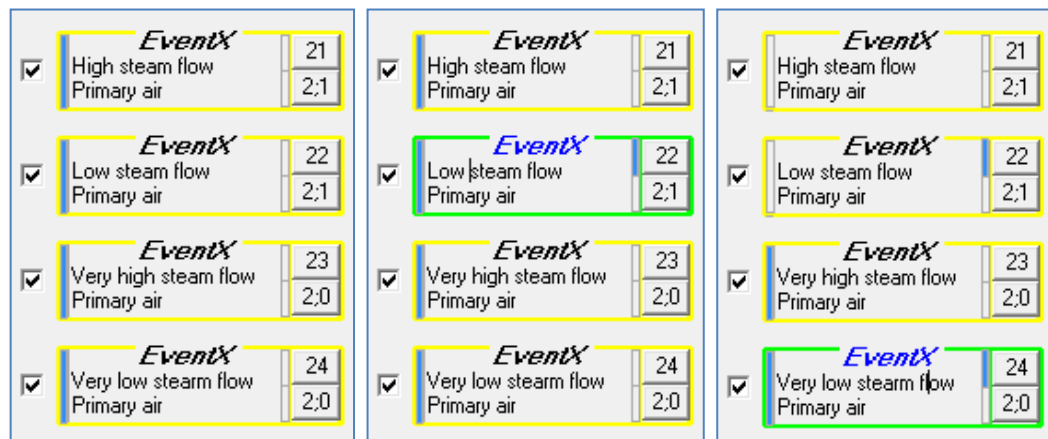 EventX
High steam flow
Primary air
21
2;1
EventX
Low steam flow
Primary air
22
2;1
EventX
Very high steam flow
Primary air
23
2;0
EventX
Very low stearm flow
Primary air
24
2;0
EventX
High steam flow
Primary air
21
2;1
EventX
Low steam flow
Primary air
22
2;1
EventX
Very high steam flow
Primary air
23
2;0
EventX
Very low stearm flow
Primary air
24
2;0
EventX
High steam flow
Primary air
21
2;1
EventX
Low steam flow
Primary air
22
2;1
EventX
Very high steam flow
Primary air
23
2;0
EventX
Very low stearm flow
Primary air
24
2;0